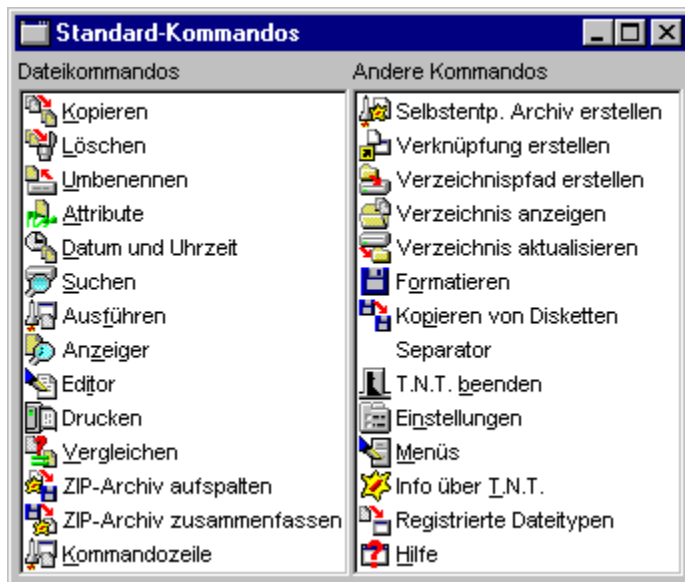 Standard-Kommandos
Dateikommandos
Kopieren
Löschen
Umbenennen
Attribute
Datum und Uhrzeit
Suchen
Ausführen
Anzeiger
Editor
Drucken
Vergleichen
ZIP-Archiv aufspalten
ZIP-Archiv zusammenfassen
Kommandozeile
Andere Kommandos
Selbstentp. Archiv erstellen
Verknüpfung erstellen
Verzeichnispfad erstellen
Verzeichnis anzeigen
Verzeichnis aktualisieren
Formatieren
Kopieren von Disketten
Separator
T.N.T. beenden
Einstellungen
Menüs
Info über T.N.T.
Registrierte Dateitypen
Hilfe